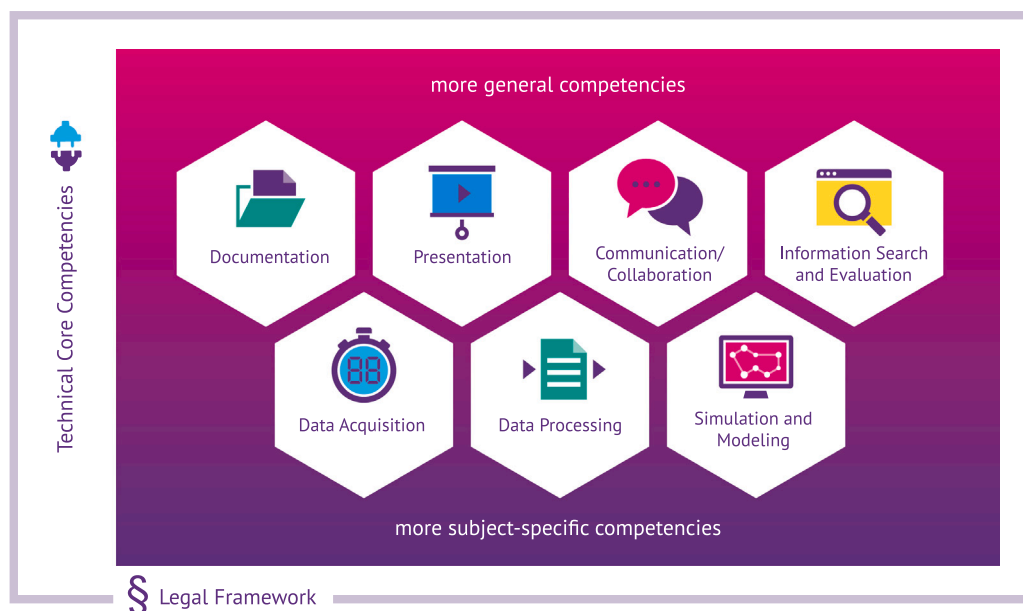 more general competencies
Technical Core Competencies
Documentation
Presentation
Communication/
Collaboration
Information Search
and Evaluation
88
Data Acquisition
Data Processing
Simulation and
Modeling
more subject-specific competencies
§ Legal Framework